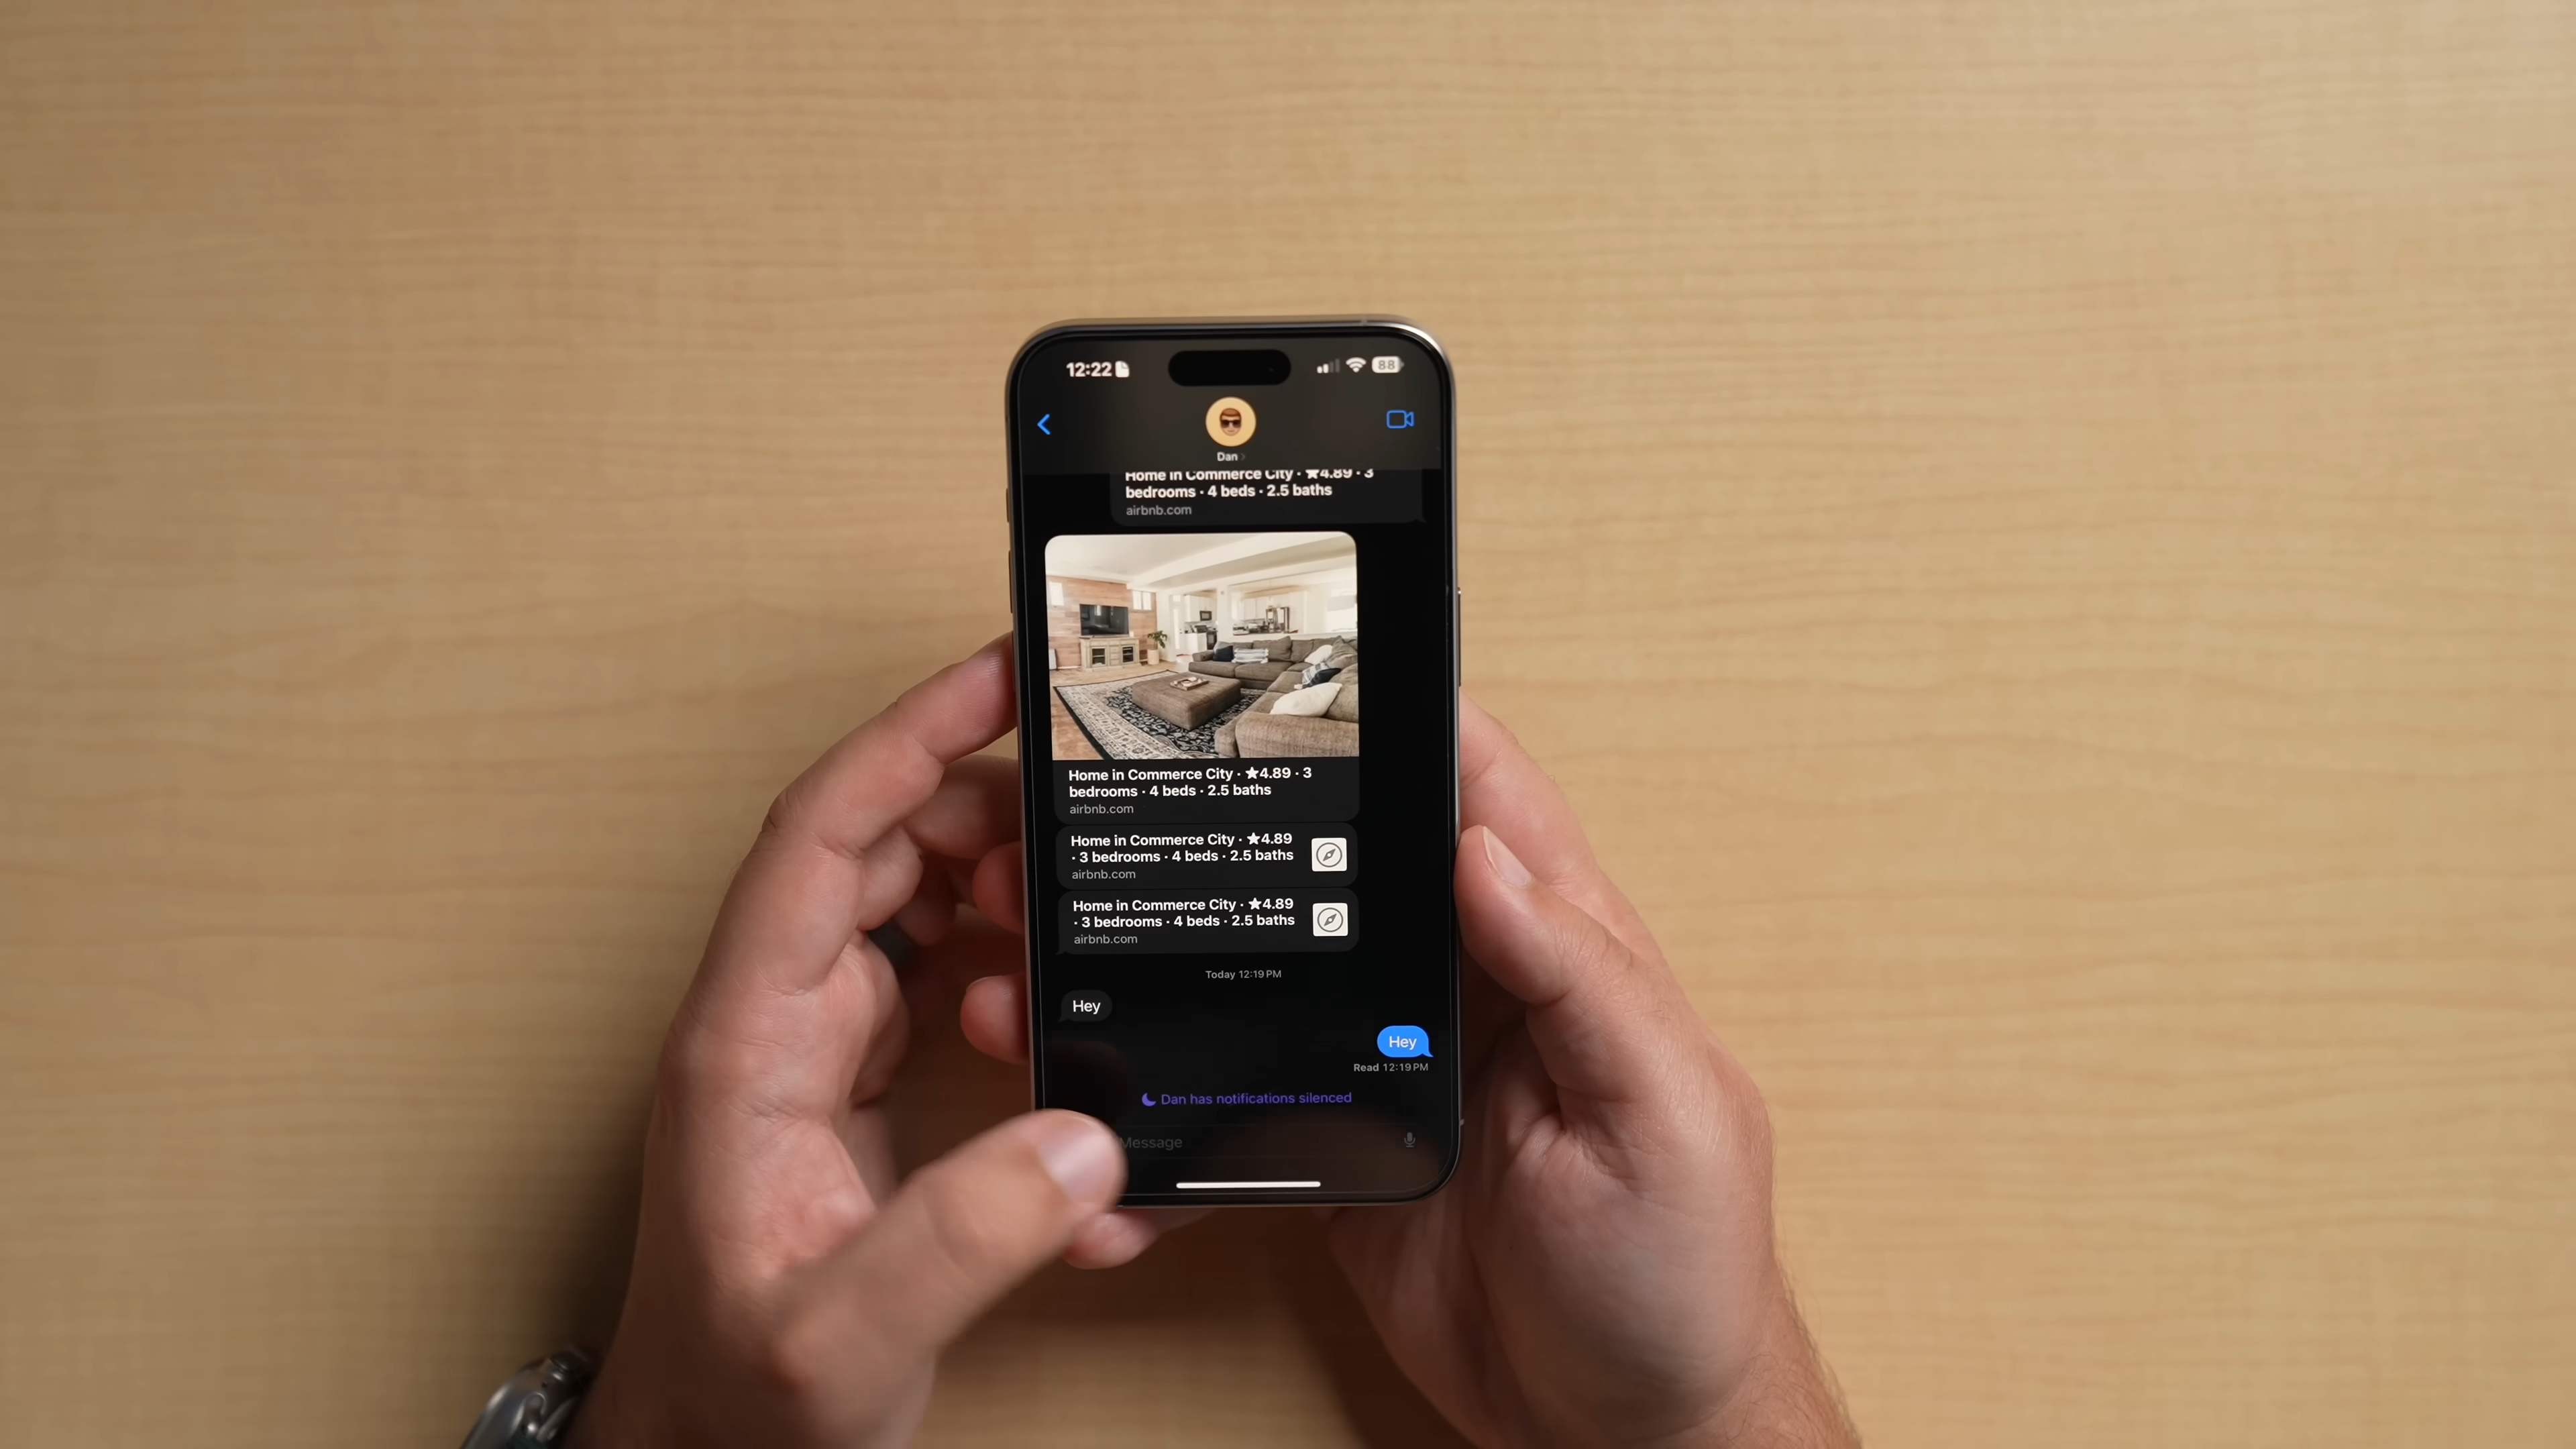 12:22
88
Dan
Home in Commerce City · ★4.89 · 3
bedrooms · 4 beds · 2.5 baths
airbnb.com
Home in Commerce City · ★4.89 · 3
bedrooms · 4 beds · 2.5 baths
airbnb.com
Home in Commerce City · ★4.89
· 3 bedrooms · 4 beds · 2.5 baths
airbnb.com
Home in Commerce City · ★4.89
· 3 bedrooms · 4 beds · 2.5 baths
airbnb.com
Today 12:19 PM
Hey
Hey
Read 12:19 PM
Dan has notifications silenced
Message